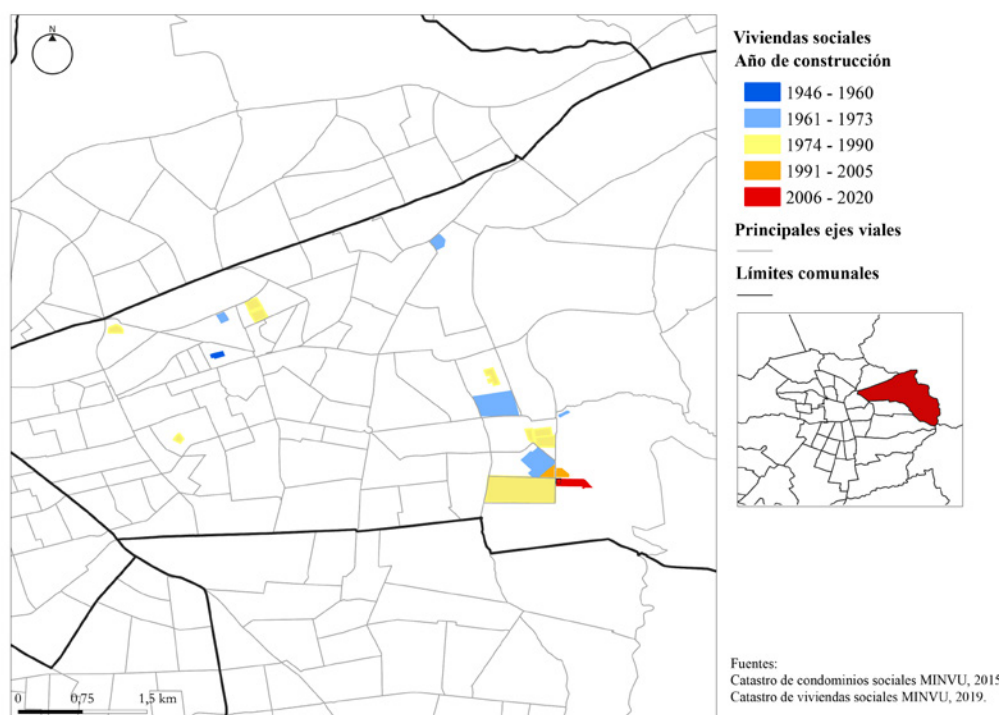 N
Viviendas sociales
Año de construcción
1946 - 1960
1961 - 1973
1974 - 1990
1991 - 2005
2006 - 2020
Principales ejes viales
Límites comunales
Fuentes:
Catastro de condominios sociales MINVU, 2015
Catastro de viviendas sociales MINVU, 2019.
0 0,75 1,5 km